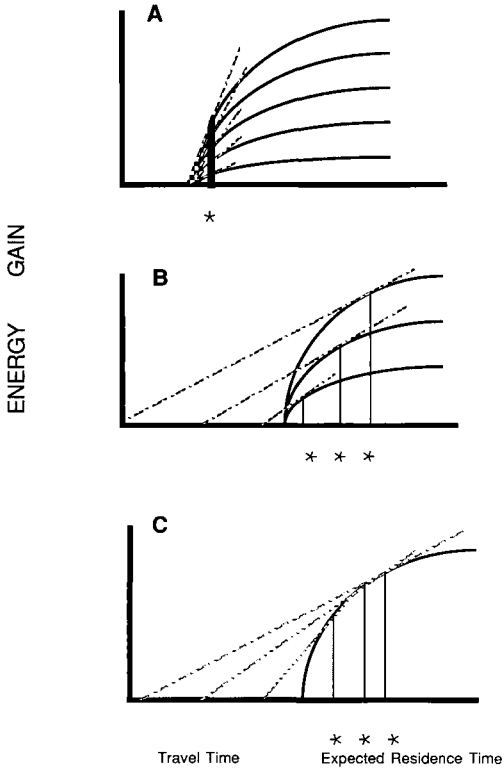 A
*
ENERGY GAIN
B
* * *
C
* * *
Travel Time Expected Residence Time